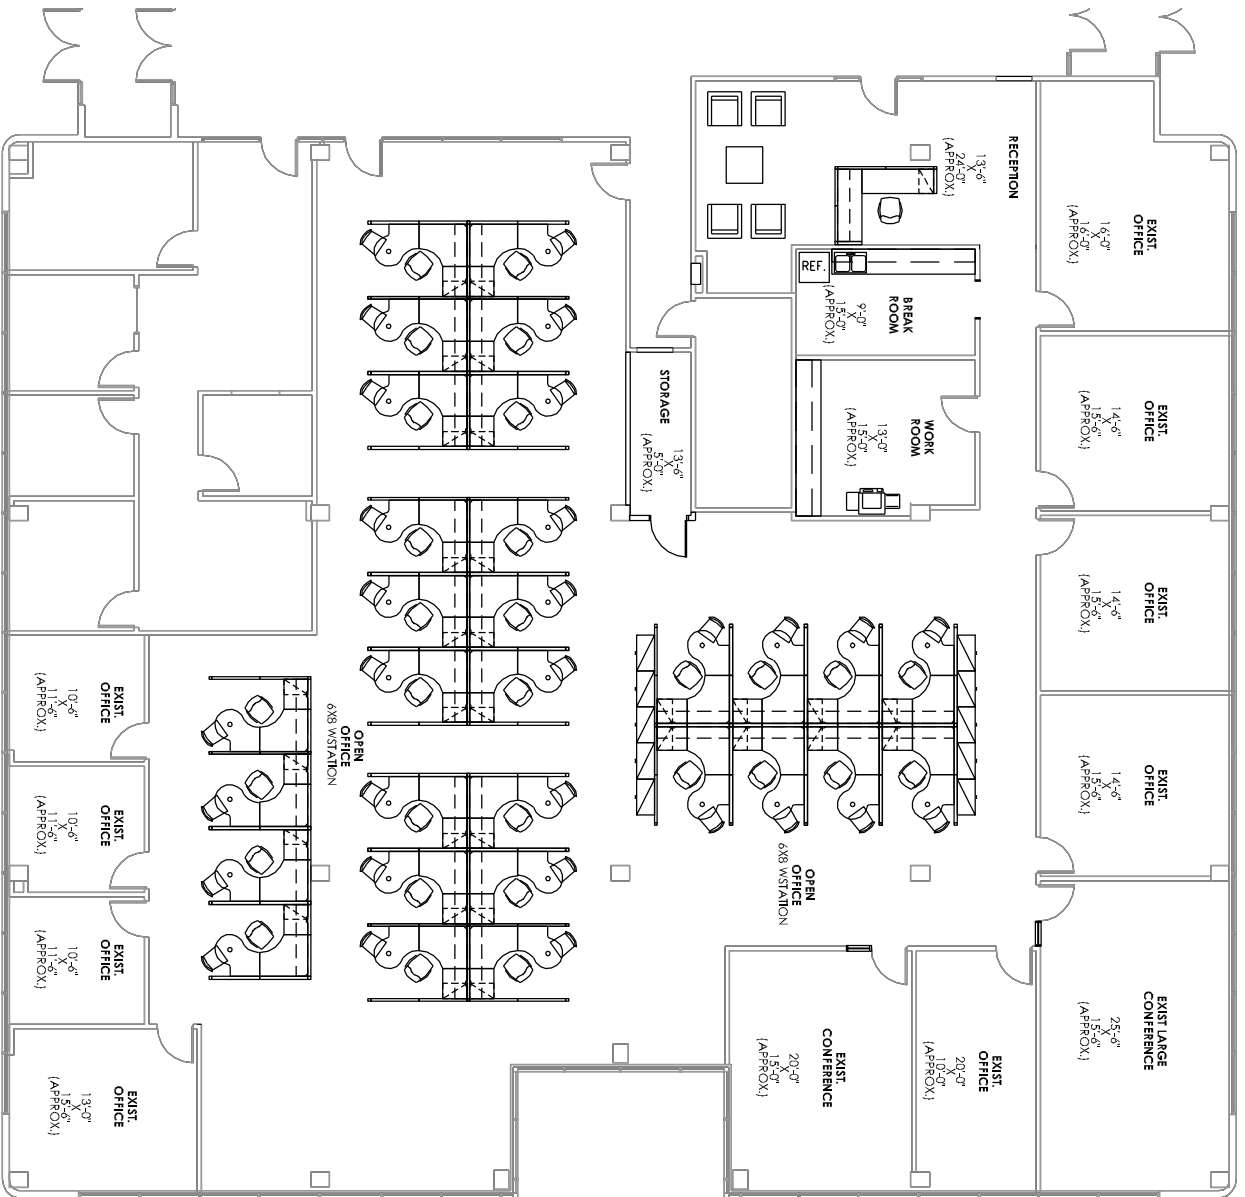 RECEPTION
13'-6"
X
24'-0"
(APPROX.)
EXIST.
OFFICE
16'-0"
X
16'-0"
(APPROX.)
REF.
BREAK
ROOM
9'-0"
X
15'-0"
(APPROX.)
STORAGE
13'-6"
X
5'-0"
(APPROX.)
WORK
ROOM
13'-0"
X
15'-0"
(APPROX.)
EXIST.
OFFICE
14'-6"
X
15'-6"
(APPROX.)
EXIST.
OFFICE
14'-6"
X
15'-6"
(APPROX.)
EXIST.
OFFICE
10'-6"
X
11'-6"
(APPROX.)
OPEN
OFFICE
6X8 WSTATION
EXIST.
OFFICE
14'-6"
X
15'-6"
(APPROX.)
EXIST.
OFFICE
10'-6"
X
11'-6"
(APPROX.)
OPEN
OFFICE
6X8 WSTATION
EXIST.
OFFICE
10'-6"
X
11'-6"
(APPROX.)
EXIST.
OFFICE
13'-0"
X
15'-6"
(APPROX.)
EXIST.
CONFERENCE
20'-0"
X
15'-0"
(APPROX.)
EXIST.
OFFICE
20'-0"
X
10'-0"
(APPROX.)
EXIST LARGE
CONFERENCE
25'-6"
X
15'-6"
(APPROX.)